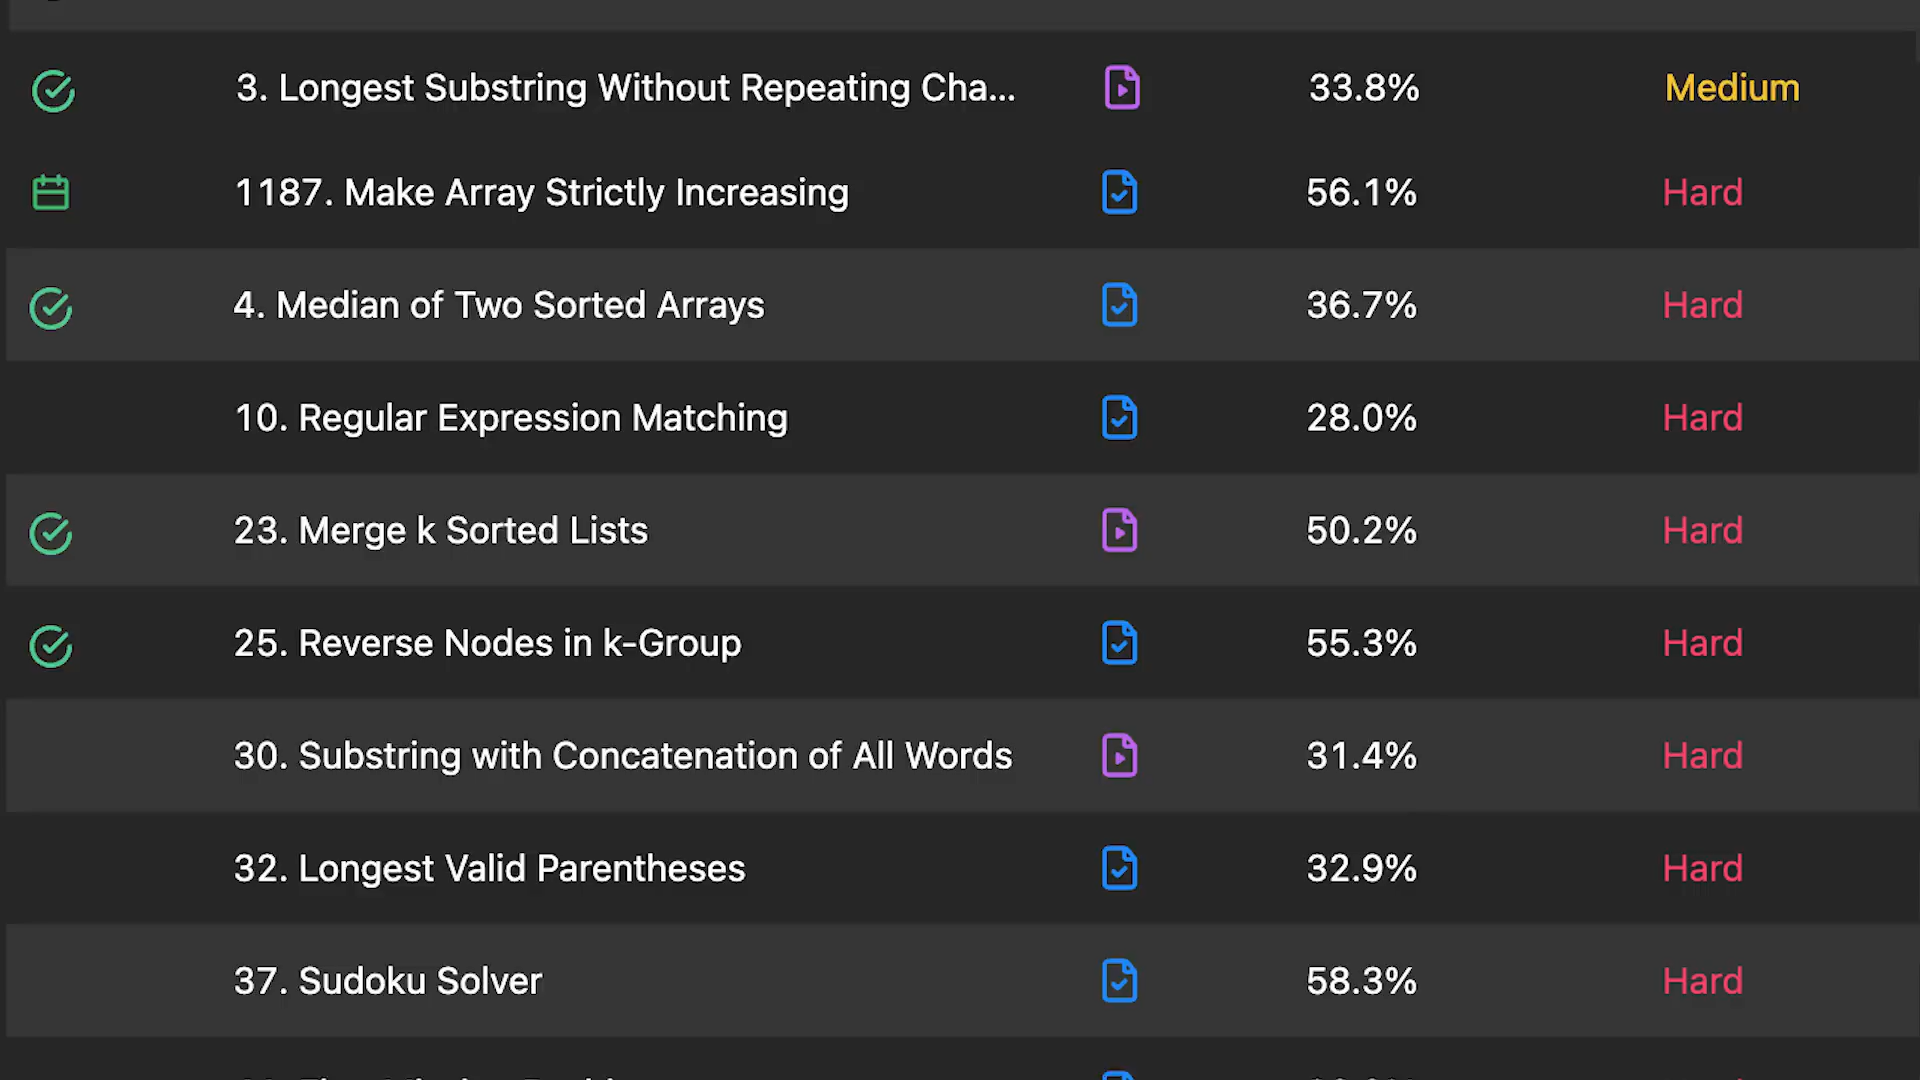 3. Longest Substring Without Repeating Cha... 33.8% Medium
1187. Make Array Strictly Increasing 56.1% Hard
4. Median of Two Sorted Arrays 36.7% Hard
10. Regular Expression Matching 28.0% Hard
23. Merge k Sorted Lists 50.2% Hard
25. Reverse Nodes in k-Group 55.3% Hard
30. Substring with Concatenation of All Words 31.4% Hard
32. Longest Valid Parentheses 32.9% Hard
37. Sudoku Solver 58.3% Hard